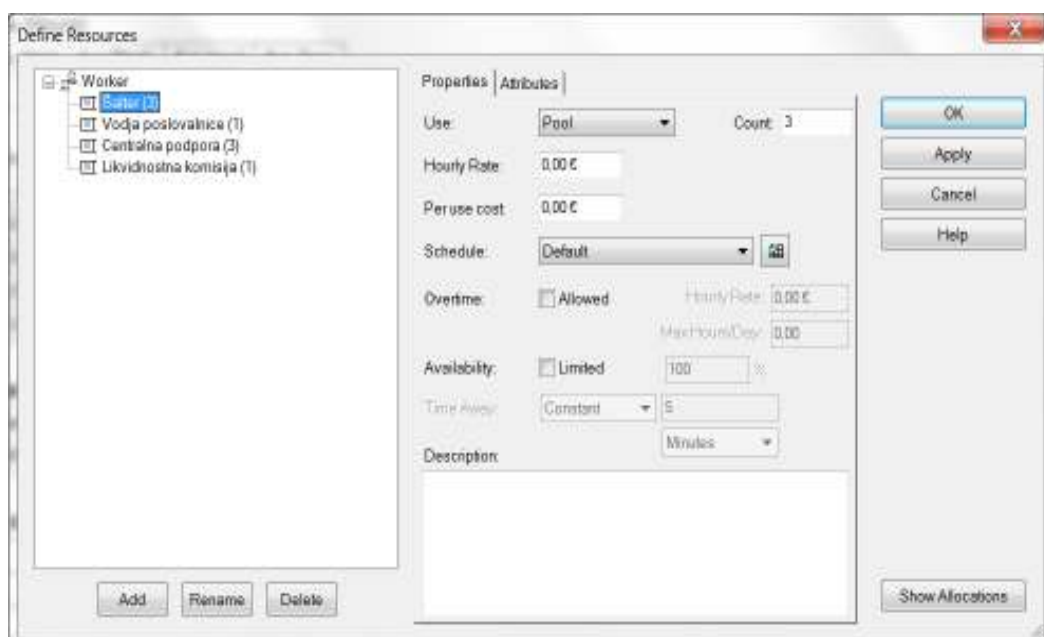 Define Resources
Worker
Šalter (3)
Vodja poslovalnice (1)
Centralna podpora (3)
Likvidnostna komisija (1)
Add Rename Delete
Properties Attributes
Use: Pool Count: 3
Hourly Rate: 0,00 €
Per use cost: 0,00 €
Schedule: Default
Overtime: Allowed Hourly Rate: 0,00 €
Max Hours/Day: 0,00
Availability: Limited 100 %
Time Away: Constant 5
Minutes
Description:
OK
Apply
Cancel
Help
Show Allocations